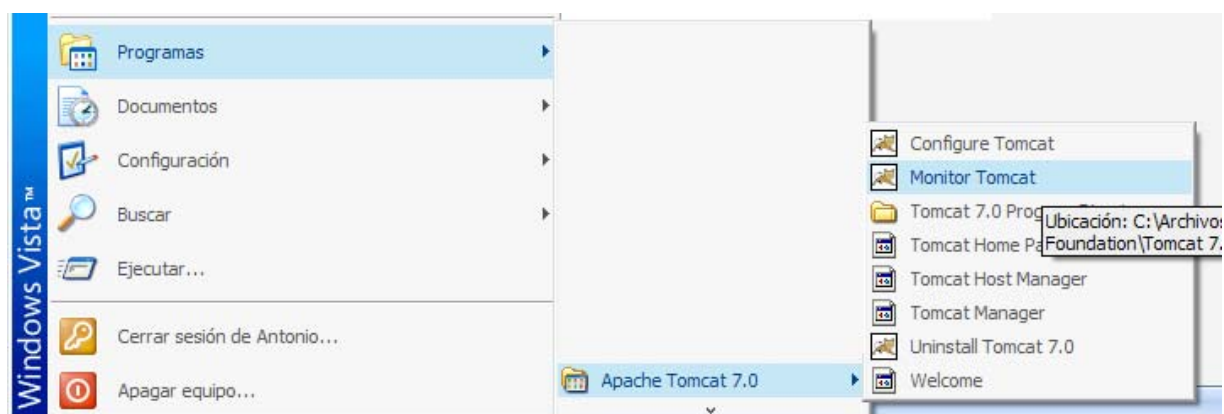 Windows Vista™
Programas
Documentos
Configuración
Buscar
Ejecutar...
Cerrar sesión de Antonio...
Apagar equipo...
Apache Tomcat 7.0
Configure Tomcat
Monitor Tomcat
Tomcat 7.0
Ubicación: C:\Archivos
Foundation\Tomcat 7.
Tomcat Home
Tomcat Host Manager
Tomcat Manager
Uninstall Tomcat 7.0
Welcome